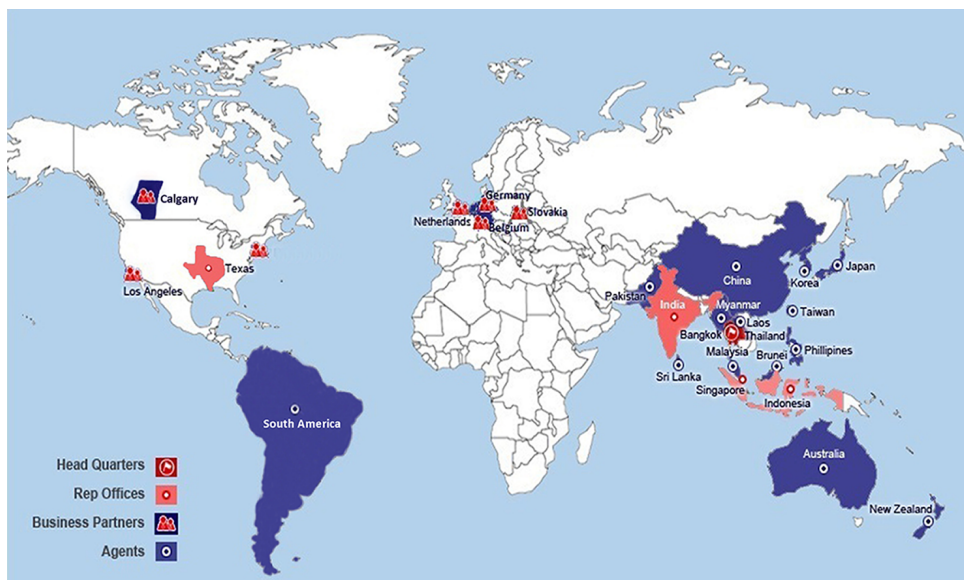 Calgary
Texas
Los Angeles
Netherlands
Germany
Belgium
Slovakia
South America
Pakistan
India
China
Korea
Japan
Myanmar
Taiwan
Laos
Bangkok
Thailand
Malaysia
Brunei
Phillipines
Sri Lanka
Singapore
Indonesia
Australia
New Zealand
Head Quarters
Rep Offices
Business Partners
Agents